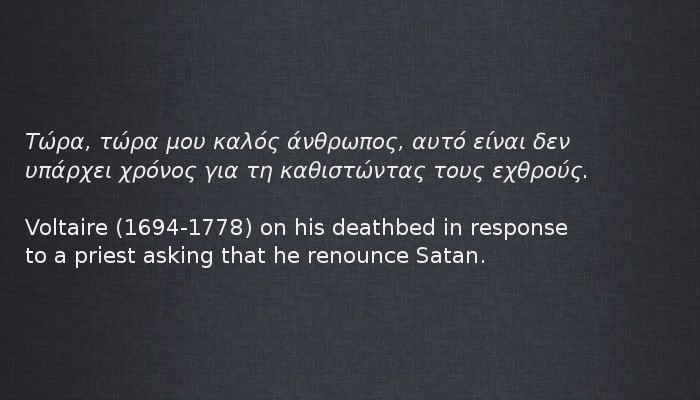 Τώρα, τώρα μου καλός άνθρωπος, αυτό είναι δεν
υπάρχει χρόνος για τη καθιστώντας τους εχθρούς.
Voltaire (1694-1778) on his deathbed in response
to a priest asking that he renounce Satan.